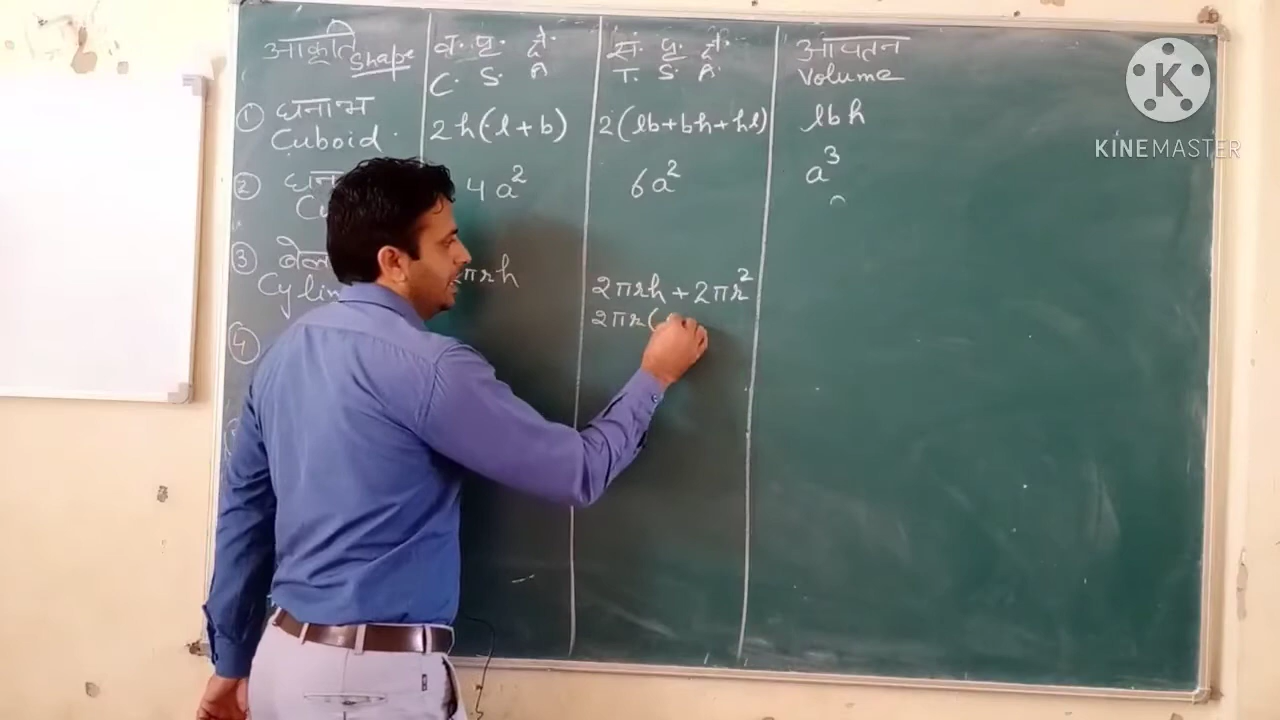 आकृति Shape
व. पृ. क्षे.
C. S. A
स. पृ. क्षे.
T. S. A.
आयतन
Volume
① घनाभ
Cuboid.
2h(l+b)
2(lb+bh+hl)
lbh
②
4a²
6a²
a³
③
πrh
2πrh+2πr²
2πr(
④
K
KINEMASTER